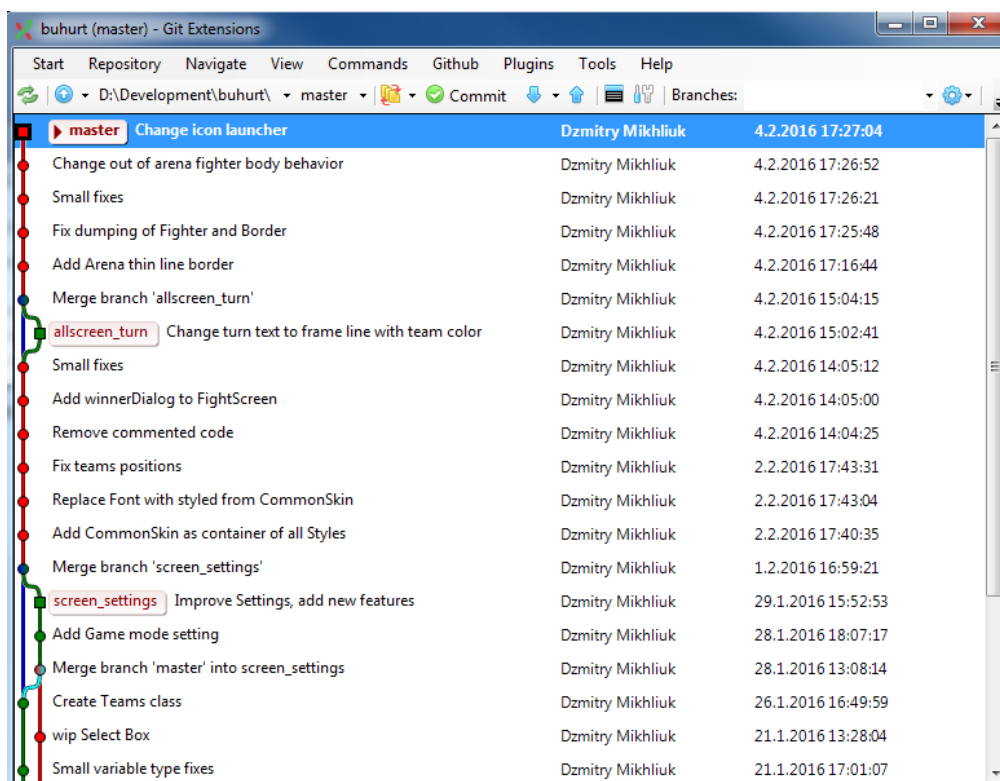 buhurt (master) - Git Extensions
Start Repository Navigate View Commands Github Plugins Tools Help
D:\Development\buhurt\ master Commit Branches:
master Change icon launcher Dzmitry Mikhliuk 4.2.2016 17:27:04
Change out of arena fighter body behavior Dzmitry Mikhliuk 4.2.2016 17:26:52
Small fixes Dzmitry Mikhliuk 4.2.2016 17:26:21
Fix dumping of Fighter and Border Dzmitry Mikhliuk 4.2.2016 17:25:48
Add Arena thin line border Dzmitry Mikhliuk 4.2.2016 17:16:44
Merge branch 'allscreen_turn' Dzmitry Mikhliuk 4.2.2016 15:04:15
allscreen_turn Change turn text to frame line with team color Dzmitry Mikhliuk 4.2.2016 15:02:41
Small fixes Dzmitry Mikhliuk 4.2.2016 14:05:12
Add winnerDialog to FightScreen Dzmitry Mikhliuk 4.2.2016 14:05:00
Remove commented code Dzmitry Mikhliuk 4.2.2016 14:04:25
Fix teams positions Dzmitry Mikhliuk 2.2.2016 17:43:31
Replace Font with styled from CommonSkin Dzmitry Mikhliuk 2.2.2016 17:43:04
Add CommonSkin as container of all Styles Dzmitry Mikhliuk 2.2.2016 17:40:35
Merge branch 'screen_settings' Dzmitry Mikhliuk 1.2.2016 16:59:21
screen_settings Improve Settings, add new features Dzmitry Mikhliuk 29.1.2016 15:52:53
Add Game mode setting Dzmitry Mikhliuk 28.1.2016 18:07:17
Merge branch 'master' into screen_settings Dzmitry Mikhliuk 28.1.2016 13:08:14
Create Teams class Dzmitry Mikhliuk 26.1.2016 16:49:59
wip Select Box Dzmitry Mikhliuk 21.1.2016 13:28:04
Small variable type fixes Dzmitry Mikhliuk 21.1.2016 17:01:07